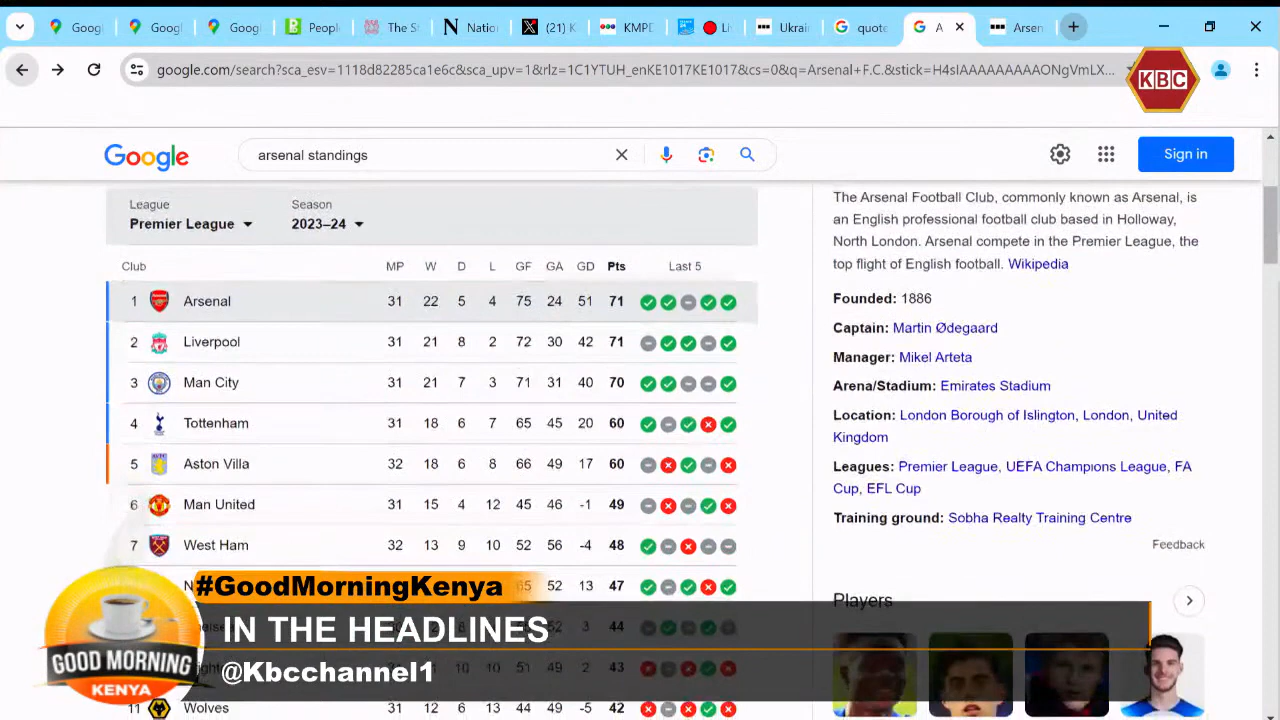 Googl
Googl
Googl
Peopl
The S
Natio
(21) K
KMPD
Li
Ukrain
quote
A
Arsen
google.com/search?sca_esv=1118d82285ca1e6c&sca_upv=1&rlz=1C1YTUH_enKE1017KE1017&cs=0&q=Arsenal+F.C.&stick=H4sIAAAAAAAAAONgVmLX...
KBC
Google
arsenal standings
Sign in
League
Season
Premier League
2023–24
Club MP W D L GF GA GD Pts Last 5
1 Arsenal 31 22 5 4 75 24 51 71
2 Liverpool 31 21 8 2 72 30 42 71
3 Man City 31 21 7 3 71 31 40 70
4 Tottenham 31 18 6 7 65 45 20 60
5 Aston Villa 32 18 6 8 66 49 17 60
6 Man United 31 15 4 12 45 46 -1 49
7 West Ham 32 13 9 10 52 56 -4 48
N 65 52 13 47
3 44
10 10 51 49 2 43
11 Wolves 31 12 6 13 44 49 -5 42
The Arsenal Football Club, commonly known as Arsenal, is
an English professional football club based in Holloway,
North London. Arsenal compete in the Premier League, the
top flight of English football. Wikipedia
Founded: 1886
Captain: Martin Ødegaard
Manager: Mikel Arteta
Arena/Stadium: Emirates Stadium
Location: London Borough of Islington, London, United
Kingdom
Leagues: Premier League, UEFA Champions League, FA
Cup, EFL Cup
Training ground: Sobha Realty Training Centre
Feedback
Players
#GoodMorningKenya
IN THE HEADLINES
@Kbcchannel1
GOOD MORNING
KENYA